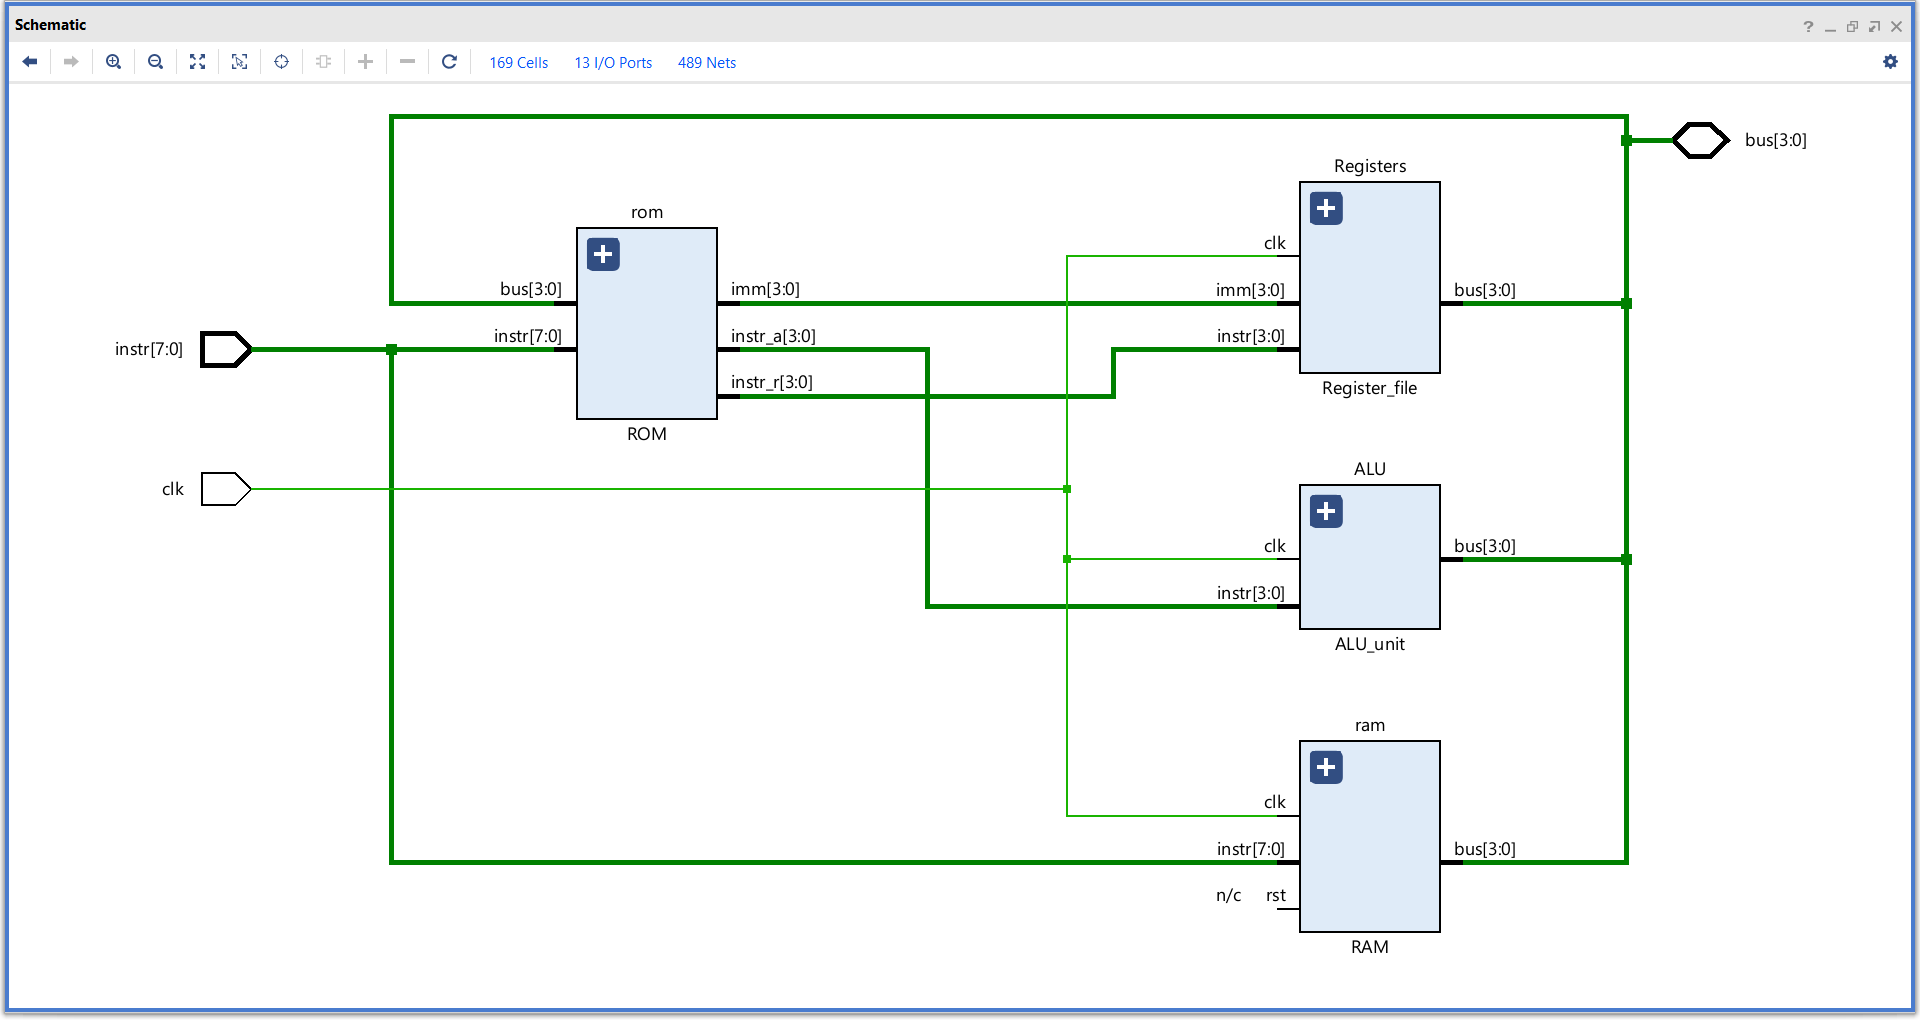 Schematic
169 Cells 13 I/O Ports 489 Nets
bus[3:0]
Registers
rom
clk
bus[3:0] imm[3:0] imm[3:0] bus[3:0]
instr[7:0] instr[7:0] instr_a[3:0] instr[3:0]
instr_r[3:0] Register_file
ROM
ALU
clk
clk bus[3:0]
instr[3:0]
ALU_unit
ram
clk
instr[7:0] bus[3:0]
n/c rst
RAM